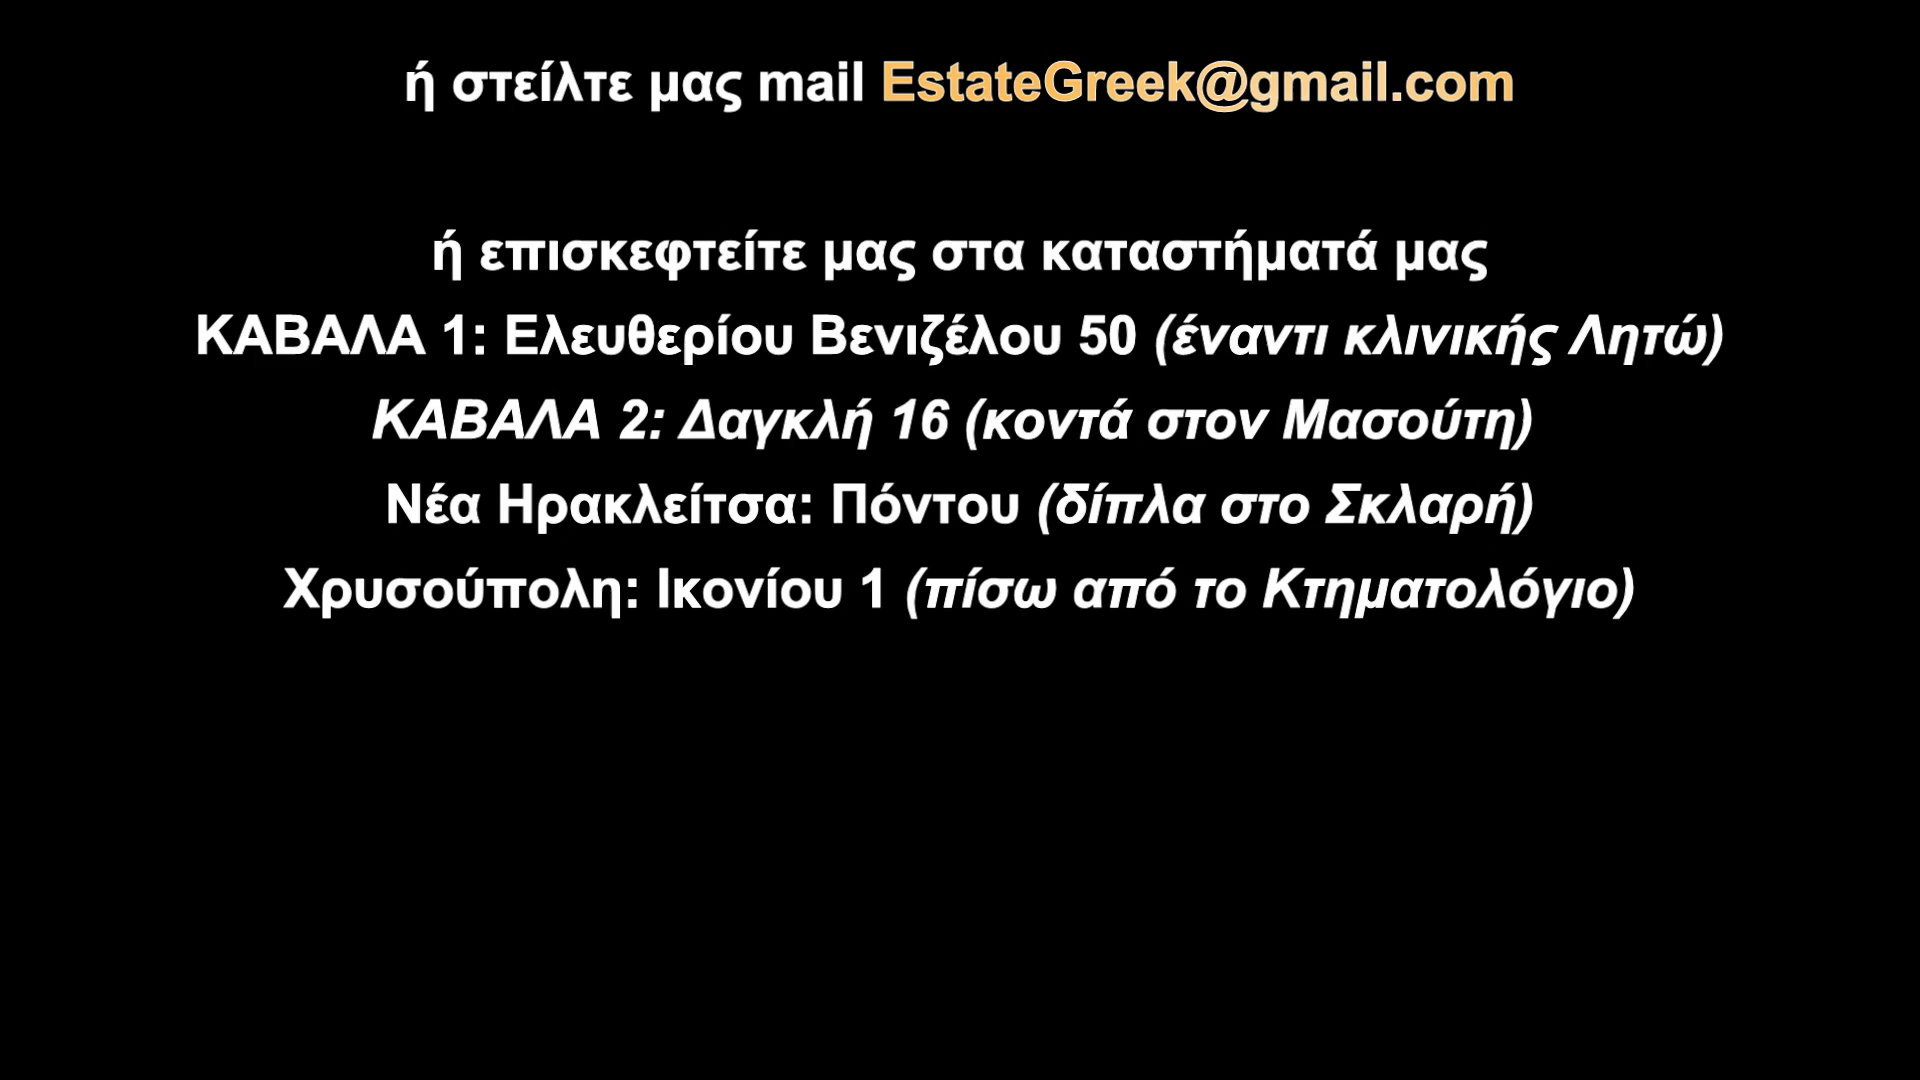 ή στείλτε μας mail EstateGreek@gmail.com
ή επισκεφτείτε μας στα καταστήματά μας
ΚΑΒΑΛΑ 1: Ελευθερίου Βενιζέλου 50 (έναντι κλινικής Λητώ)
ΚΑΒΑΛΑ 2: Δαγκλή 16 (κοντά στον Μασούτη)
Νέα Ηρακλείτσα: Πόντου (δίπλα στο Σκλαρή)
Χρυσούπολη: Ικονίου 1 (πίσω από το Κτηματολόγιο)